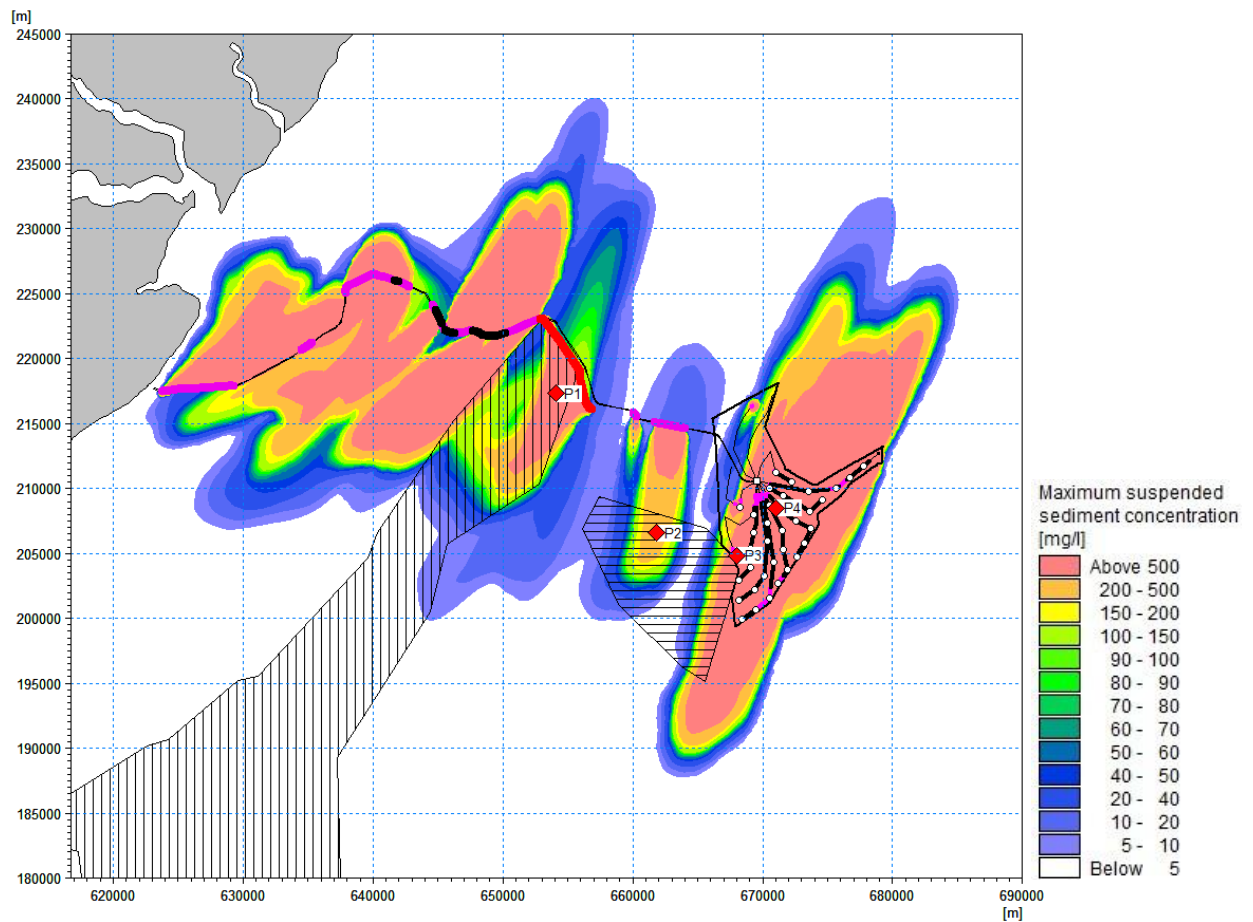 [m]
245000
240000
235000
230000
225000
220000
215000
210000
205000
200000
195000
190000
185000
180000
620000
630000
640000
650000
660000
670000
680000
690000
[m]
P1
P2
P3
P4
Maximum suspended
sediment concentration
[mg/l]
Above 500
200 - 500
150 - 200
100 - 150
90 - 100
80 - 90
70 - 80
60 - 70
50 - 60
40 - 50
20 - 40
10 - 20
5 - 10
Below 5